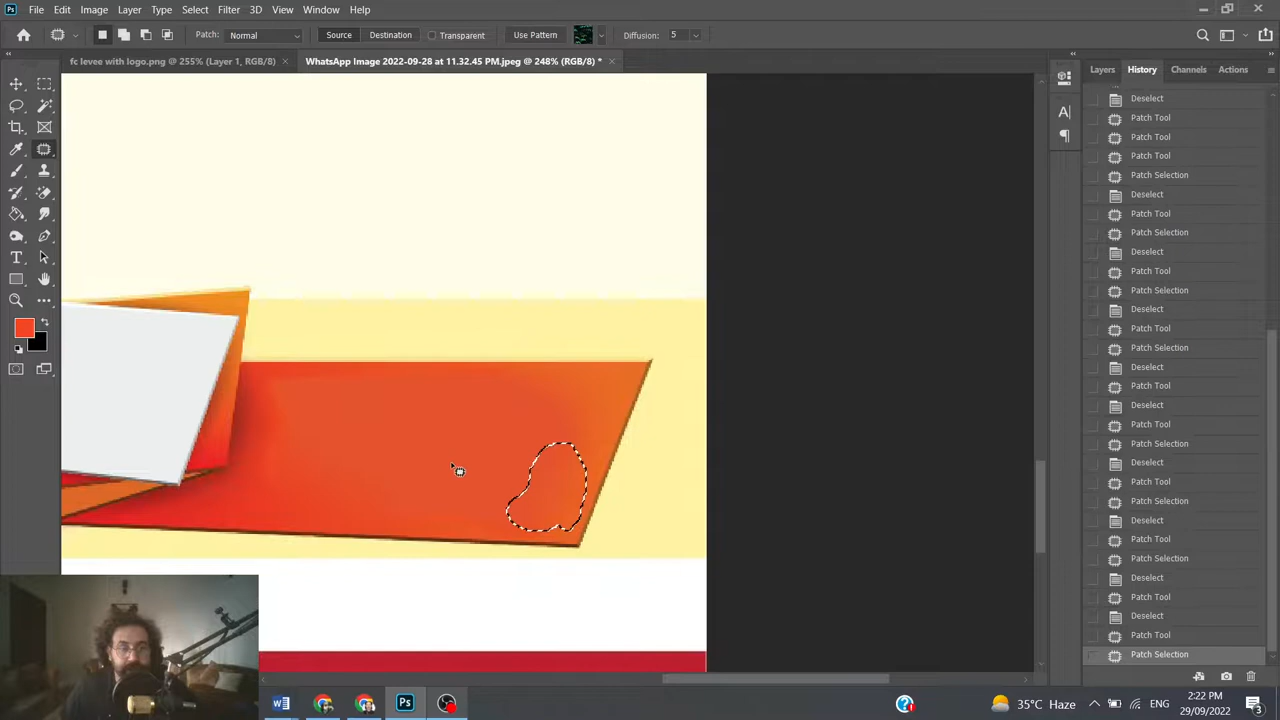 File Edit Image Layer Type Select Filter 3D View Window Help
Patch: Normal Source Destination Transparent Use Pattern Diffusion: 5
fc levee with logo.png @ 255% (Layer 1, RGB/8) × WhatsApp Image 2022-09-28 at 11.32.45 PM.jpeg @ 248% (RGB/8) * ×
Layers History Channels Actions
Deselect
Patch Tool
Patch Tool
Patch Tool
Patch Selection
Deselect
Patch Tool
Patch Selection
Deselect
Patch Tool
Patch Selection
Deselect
Patch Tool
Patch Selection
Deselect
Patch Tool
Deselect
Patch Tool
Patch Selection
Deselect
Patch Tool
Patch Selection
Deselect
Patch Tool
Patch Selection
Deselect
Patch Tool
Deselect
Patch Tool
Patch Selection
35°C Haze ENG 2:22 PM
29/09/2022